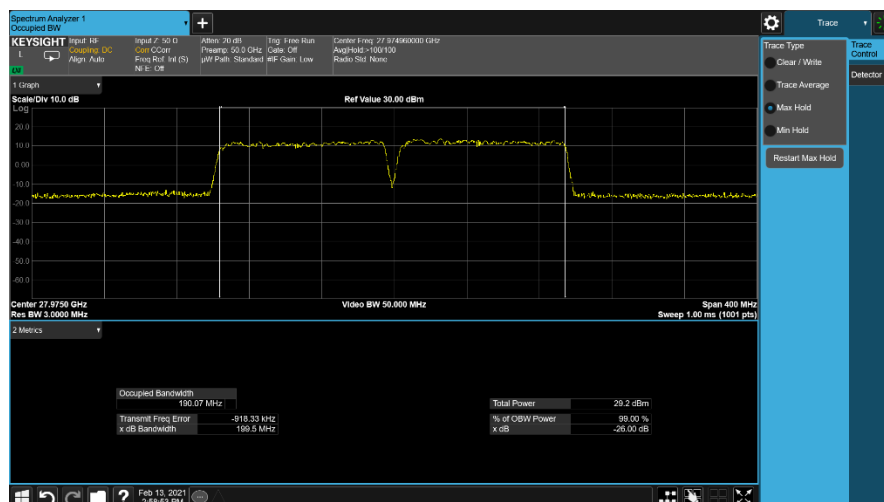 Spectrum Analyzer 1
Occupied BW
+
Trace
KEYSIGHT
L
Input: RF
Coupling: DC
Align: Auto
Input Z: 50 Ω
Corr CCorr
Freq Ref: Int (S)
NFE: Off
Atten: 20 dB
Preamp: 50.0 GHz
µW Path: Standard
Trig: Free Run
Gate: Off
#IF Gain: Low
Center Freq: 27.974960000 GHz
Avg|Hold:>100/100
Radio Std: None
1 Graph
Scale/Div 10.0 dB
Ref Value 30.00 dBm
Log
20.0
10.0
0.00
-10.0
-20.0
-30.0
-40.0
-50.0
-60.0
Center 27.9750 GHz
Video BW 50.000 MHz
Span 400 MHz
Res BW 3.0000 MHz
Sweep 1.00 ms (1001 pts)
2 Metrics
Occupied Bandwidth
190.07 MHz
Transmit Freq Error -918.33 kHz
x dB Bandwidth 199.5 MHz
Total Power 29.2 dBm
% of OBW Power 99.00 %
x dB -26.00 dB
Trace Type
Clear / Write
Trace Average
Max Hold
Min Hold
Restart Max Hold
Trace
Control
Detector
?
Feb 13, 2021
2:58:53 PM